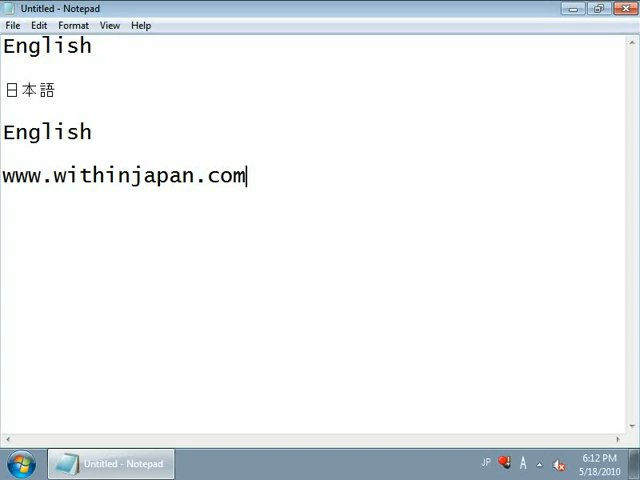 Untitled - Notepad
File Edit Format View Help
English
日本語
English
www.withinjapan.com
Untitled - Notepad
JP A 6:12 PM
5/18/2010